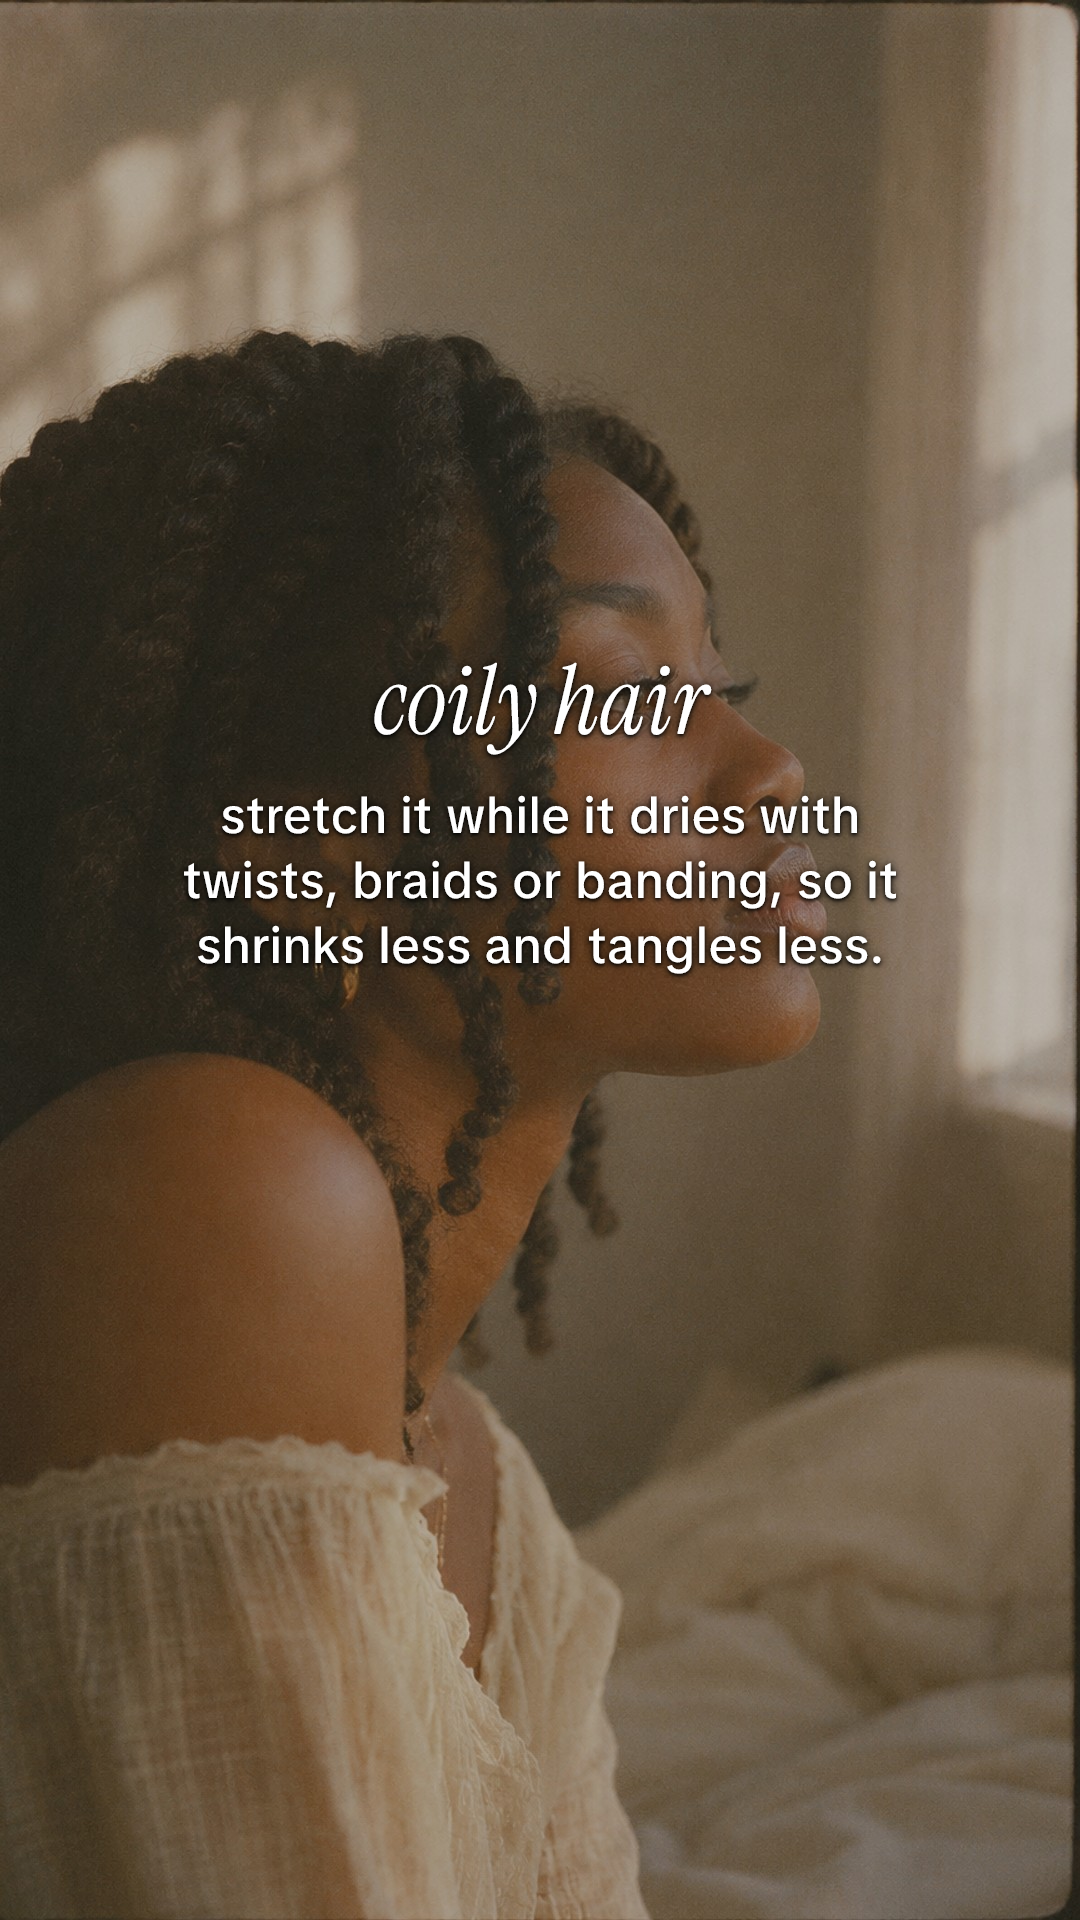 coily hair
stretch it while it dries with
twists, braids or banding, so it
shrinks less and tangles less.